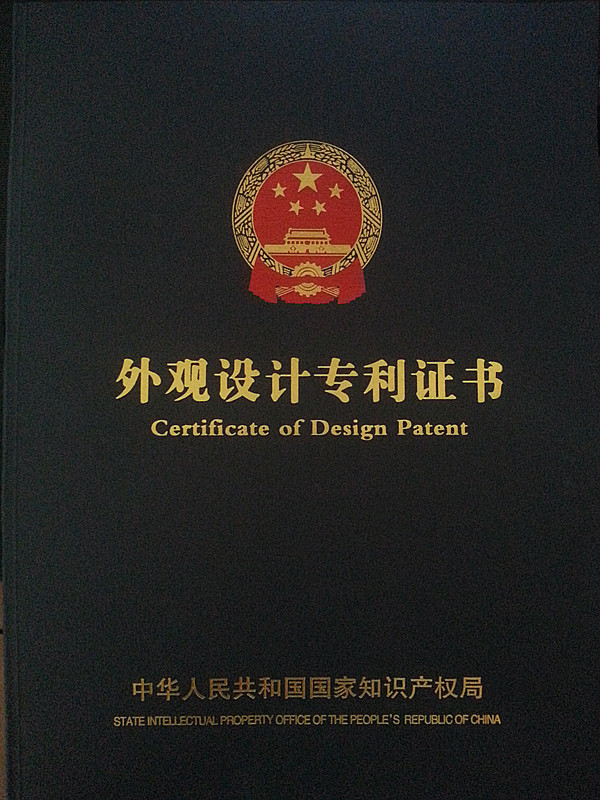 外观设计专利证书
Certificate of Design Patent
中华人民共和国国家知识产权局
STATE INTELLECTUAL PROPERTY OFFICE OF THE PEOPLE'S REPUBLIC OF CHINA